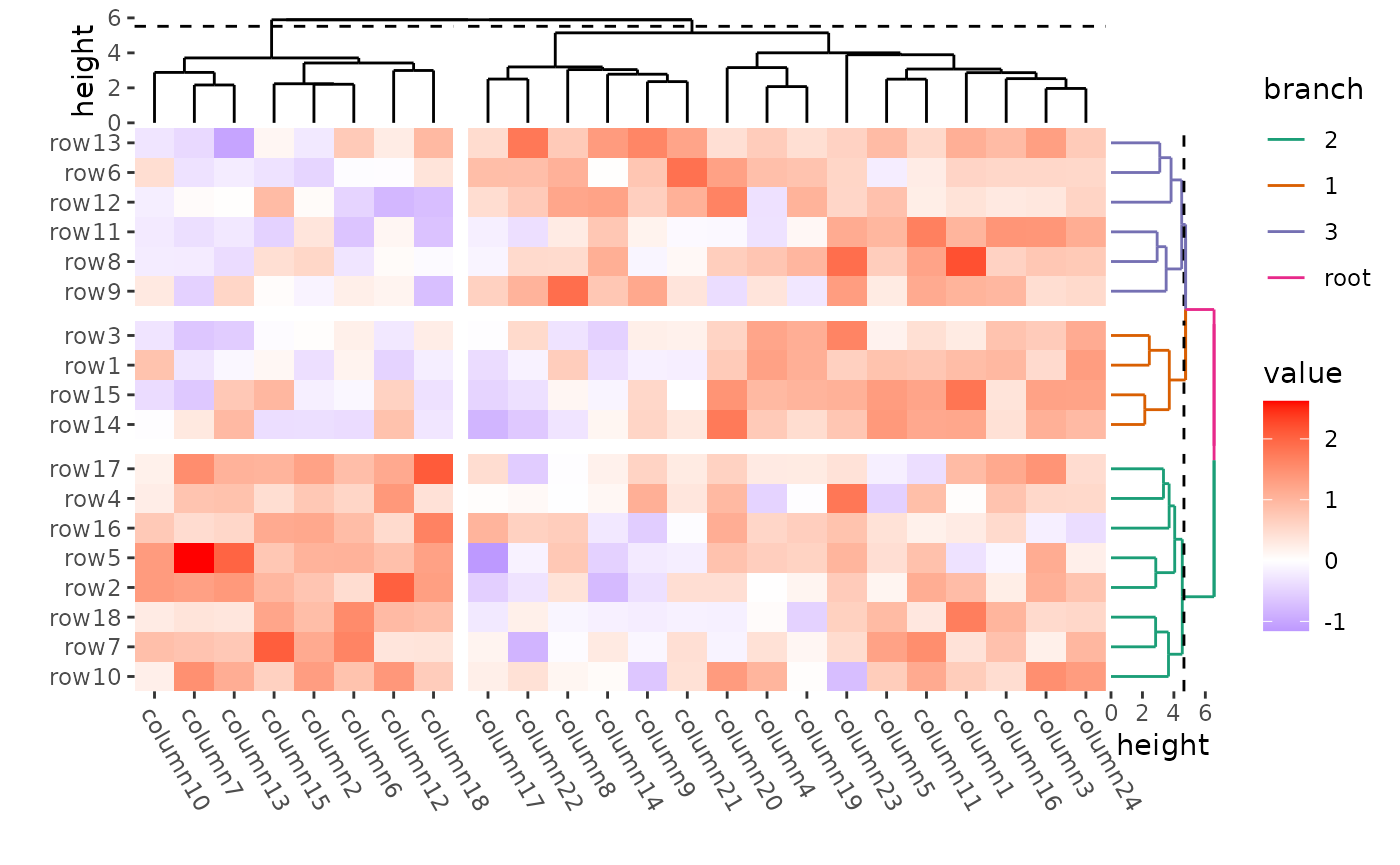 height
6
4
2
0
row13
row6
row12
row11
row8
row9
row3
row1
row15
row14
row17
row4
row16
row5
row2
row18
row7
row10
column10
column7
column13
column15
column2
column6
column12
column18
column17
column22
column8
column14
column9
column21
column20
column4
column19
column23
column5
column11
column1
column16
column3
column24
0 2 4 6
height
branch
2
1
3
root
value
2
1
0
-1